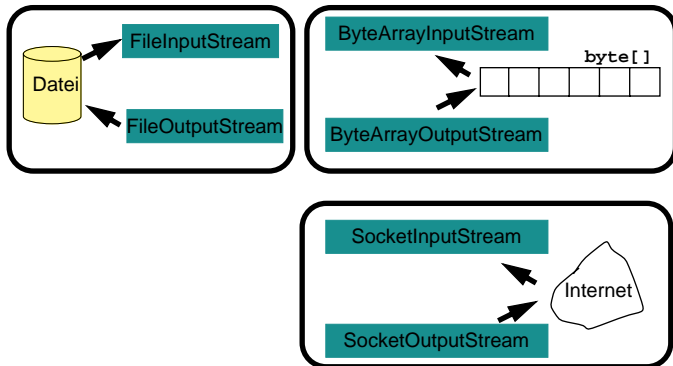 FileInputStream
Datei
FileOutputStream
ByteArrayInputStream
byte[]
ByteArrayOutputStream
SocketInputStream
Internet
SocketOutputStream